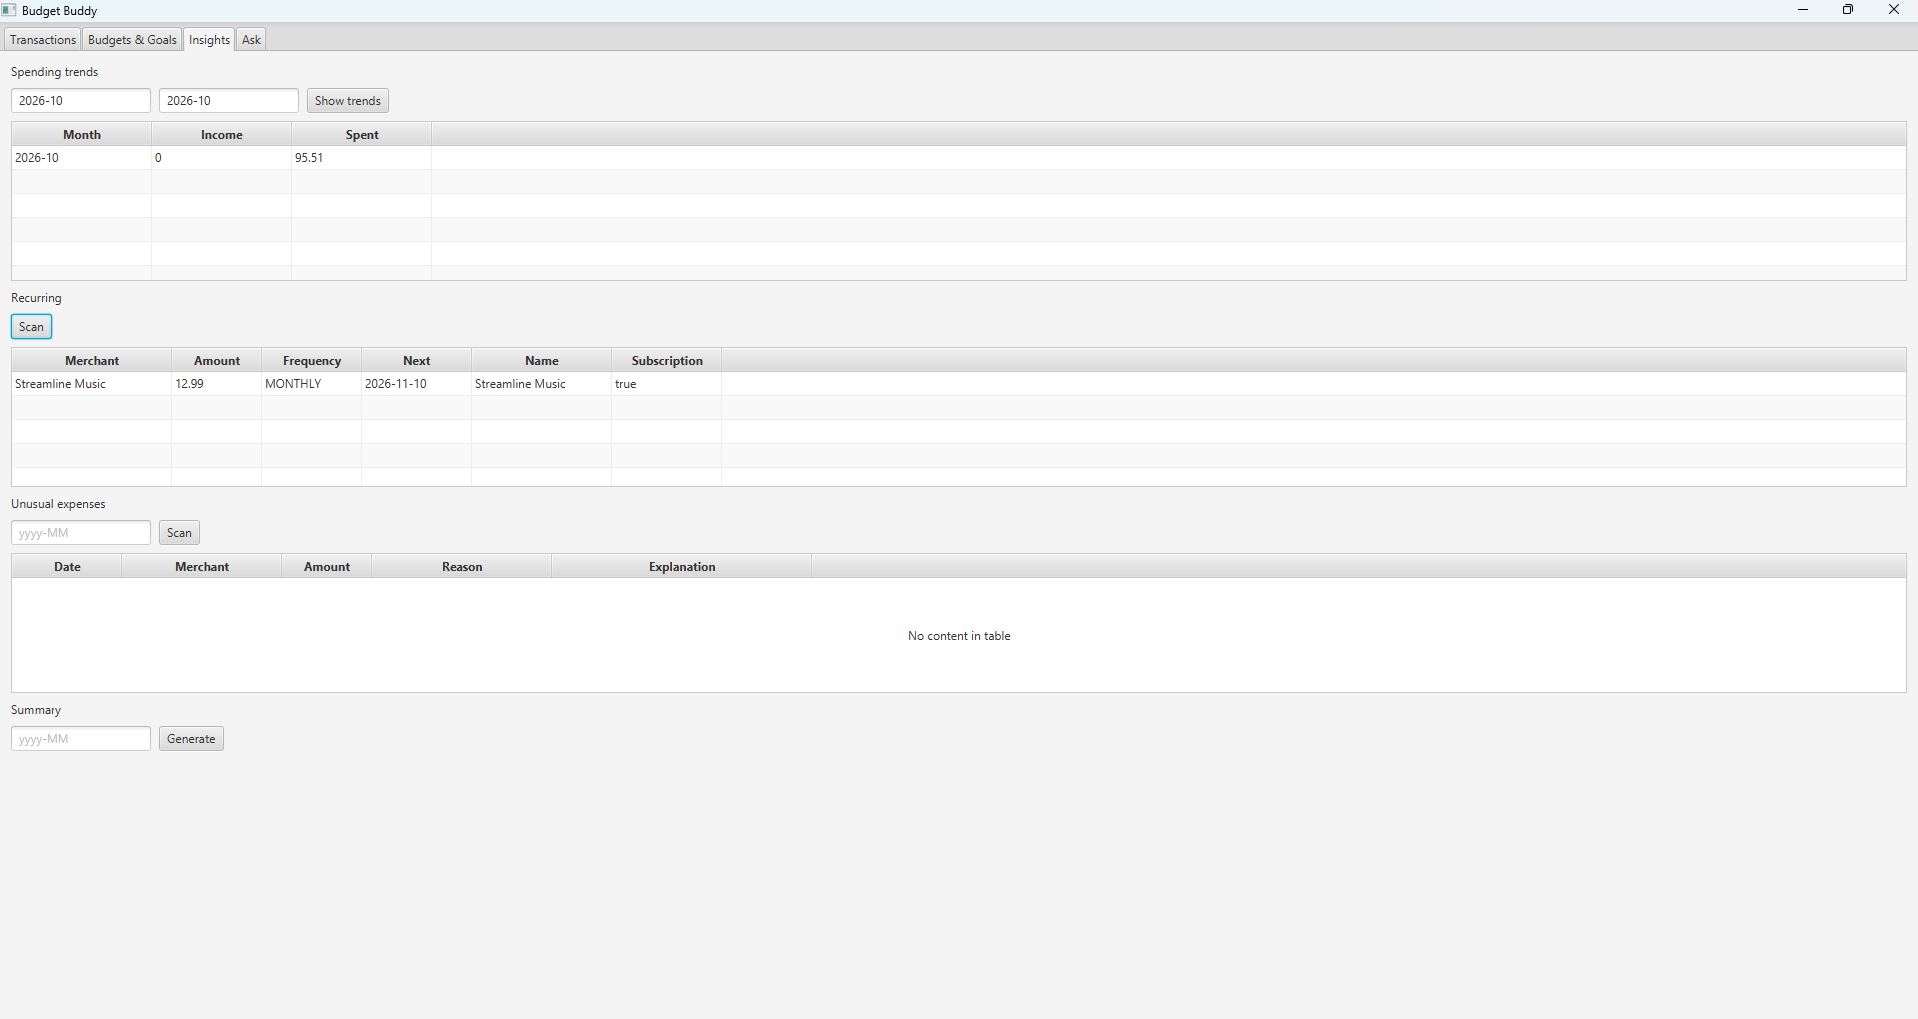 Budget Buddy
Transactions Budgets & Goals Insights Ask
Spending trends
2026-10 2026-10 Show trends
Month Income Spent
2026-10 0 95.51
Recurring
Scan
Merchant Amount Frequency Next Name Subscription
Streamline Music 12.99 MONTHLY 2026-11-10 Streamline Music true
Unusual expenses
yyyy-MM Scan
Date Merchant Amount Reason Explanation
No content in table
Summary
yyyy-MM Generate